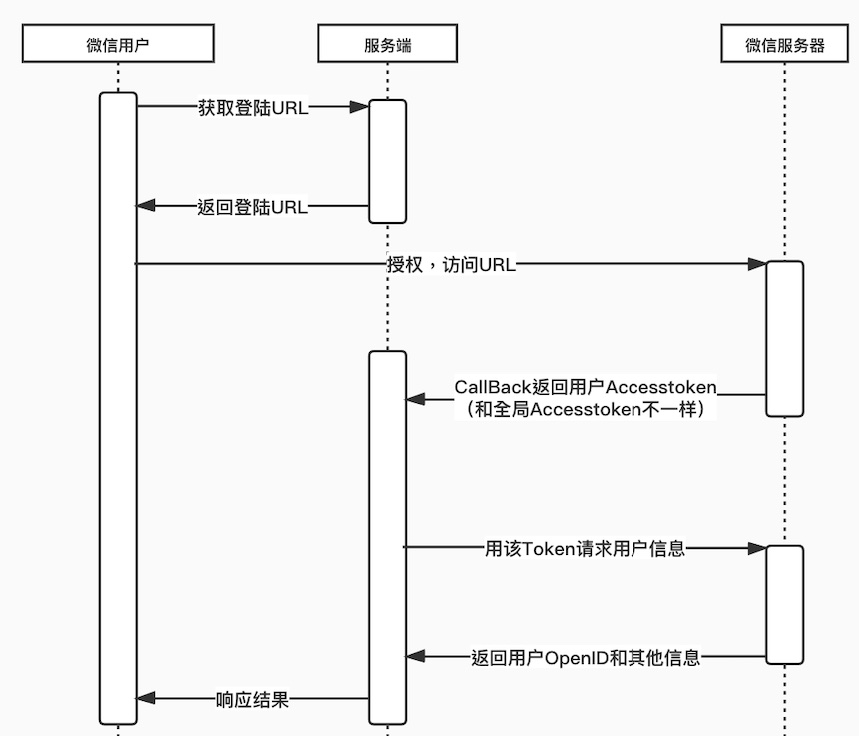 微信用户
服务端
微信服务器
获取登陆URL
返回登陆URL
授权，访问URL
CallBack返回用户Accesstoken
（和全局Accesstoken不一样）
用该Token请求用户信息
返回用户OpenID和其他信息
响应结果